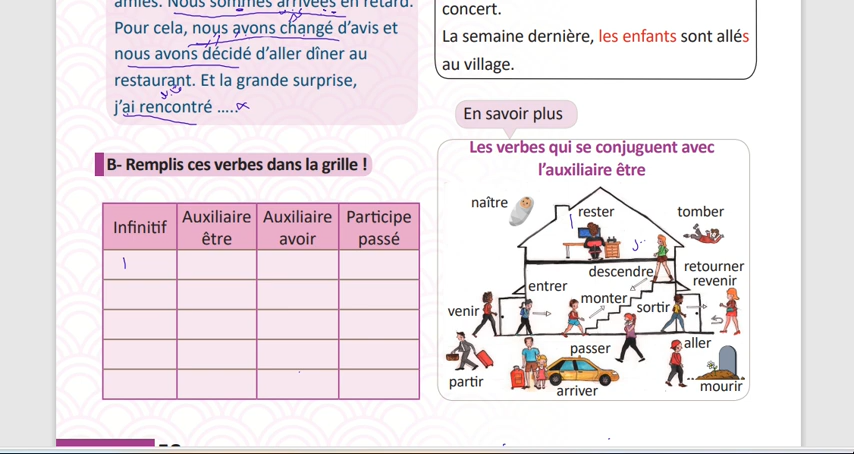 amies. Nous sommes arrivées en retard.
Pour cela, nous avons changé d'avis et
nous avons décidé d'aller dîner au
restaurant. Et la grande surprise,
j'ai rencontré .....
B- Remplis ces verbes dans la grille !
Infinitif
Auxiliaire être
Auxiliaire avoir
Participe passé
concert.
La semaine dernière, les enfants sont allés
au village.
En savoir plus
Les verbes qui se conjuguent avec
l'auxiliaire être
naître
rester
tomber
descendre
retourner
revenir
entrer
monter
sortir
venir
passer
aller
partir
arriver
mourir